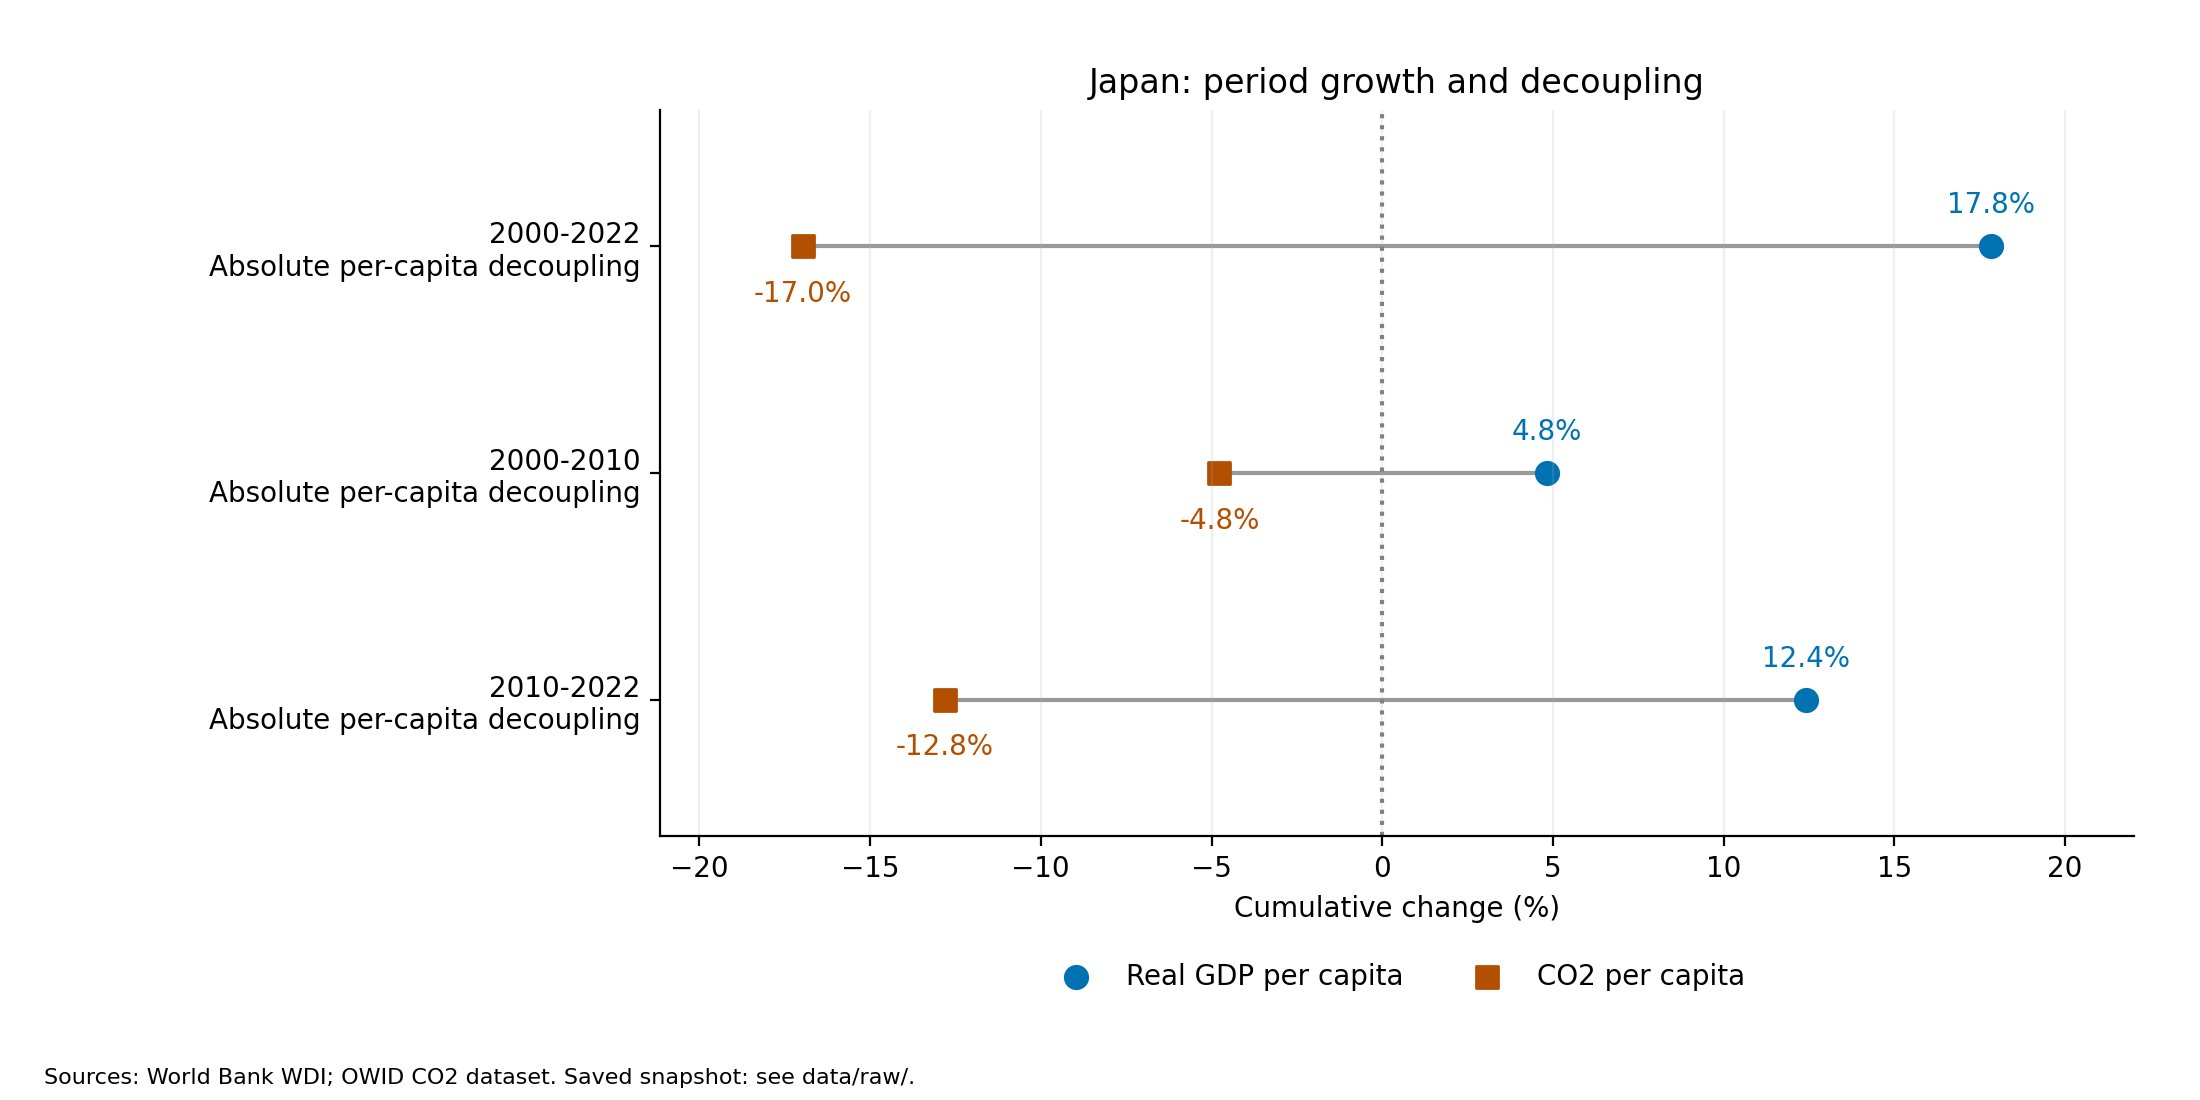 Japan: period growth and decoupling
2000-2022
Absolute per-capita decoupling
17.8%
-17.0%
2000-2010
Absolute per-capita decoupling
4.8%
-4.8%
2010-2022
Absolute per-capita decoupling
12.4%
-12.8%
−20 −15 −10 −5 0 5 10 15 20
Cumulative change (%)
Real GDP per capita CO2 per capita
Sources: World Bank WDI; OWID CO2 dataset. Saved snapshot: see data/raw/.